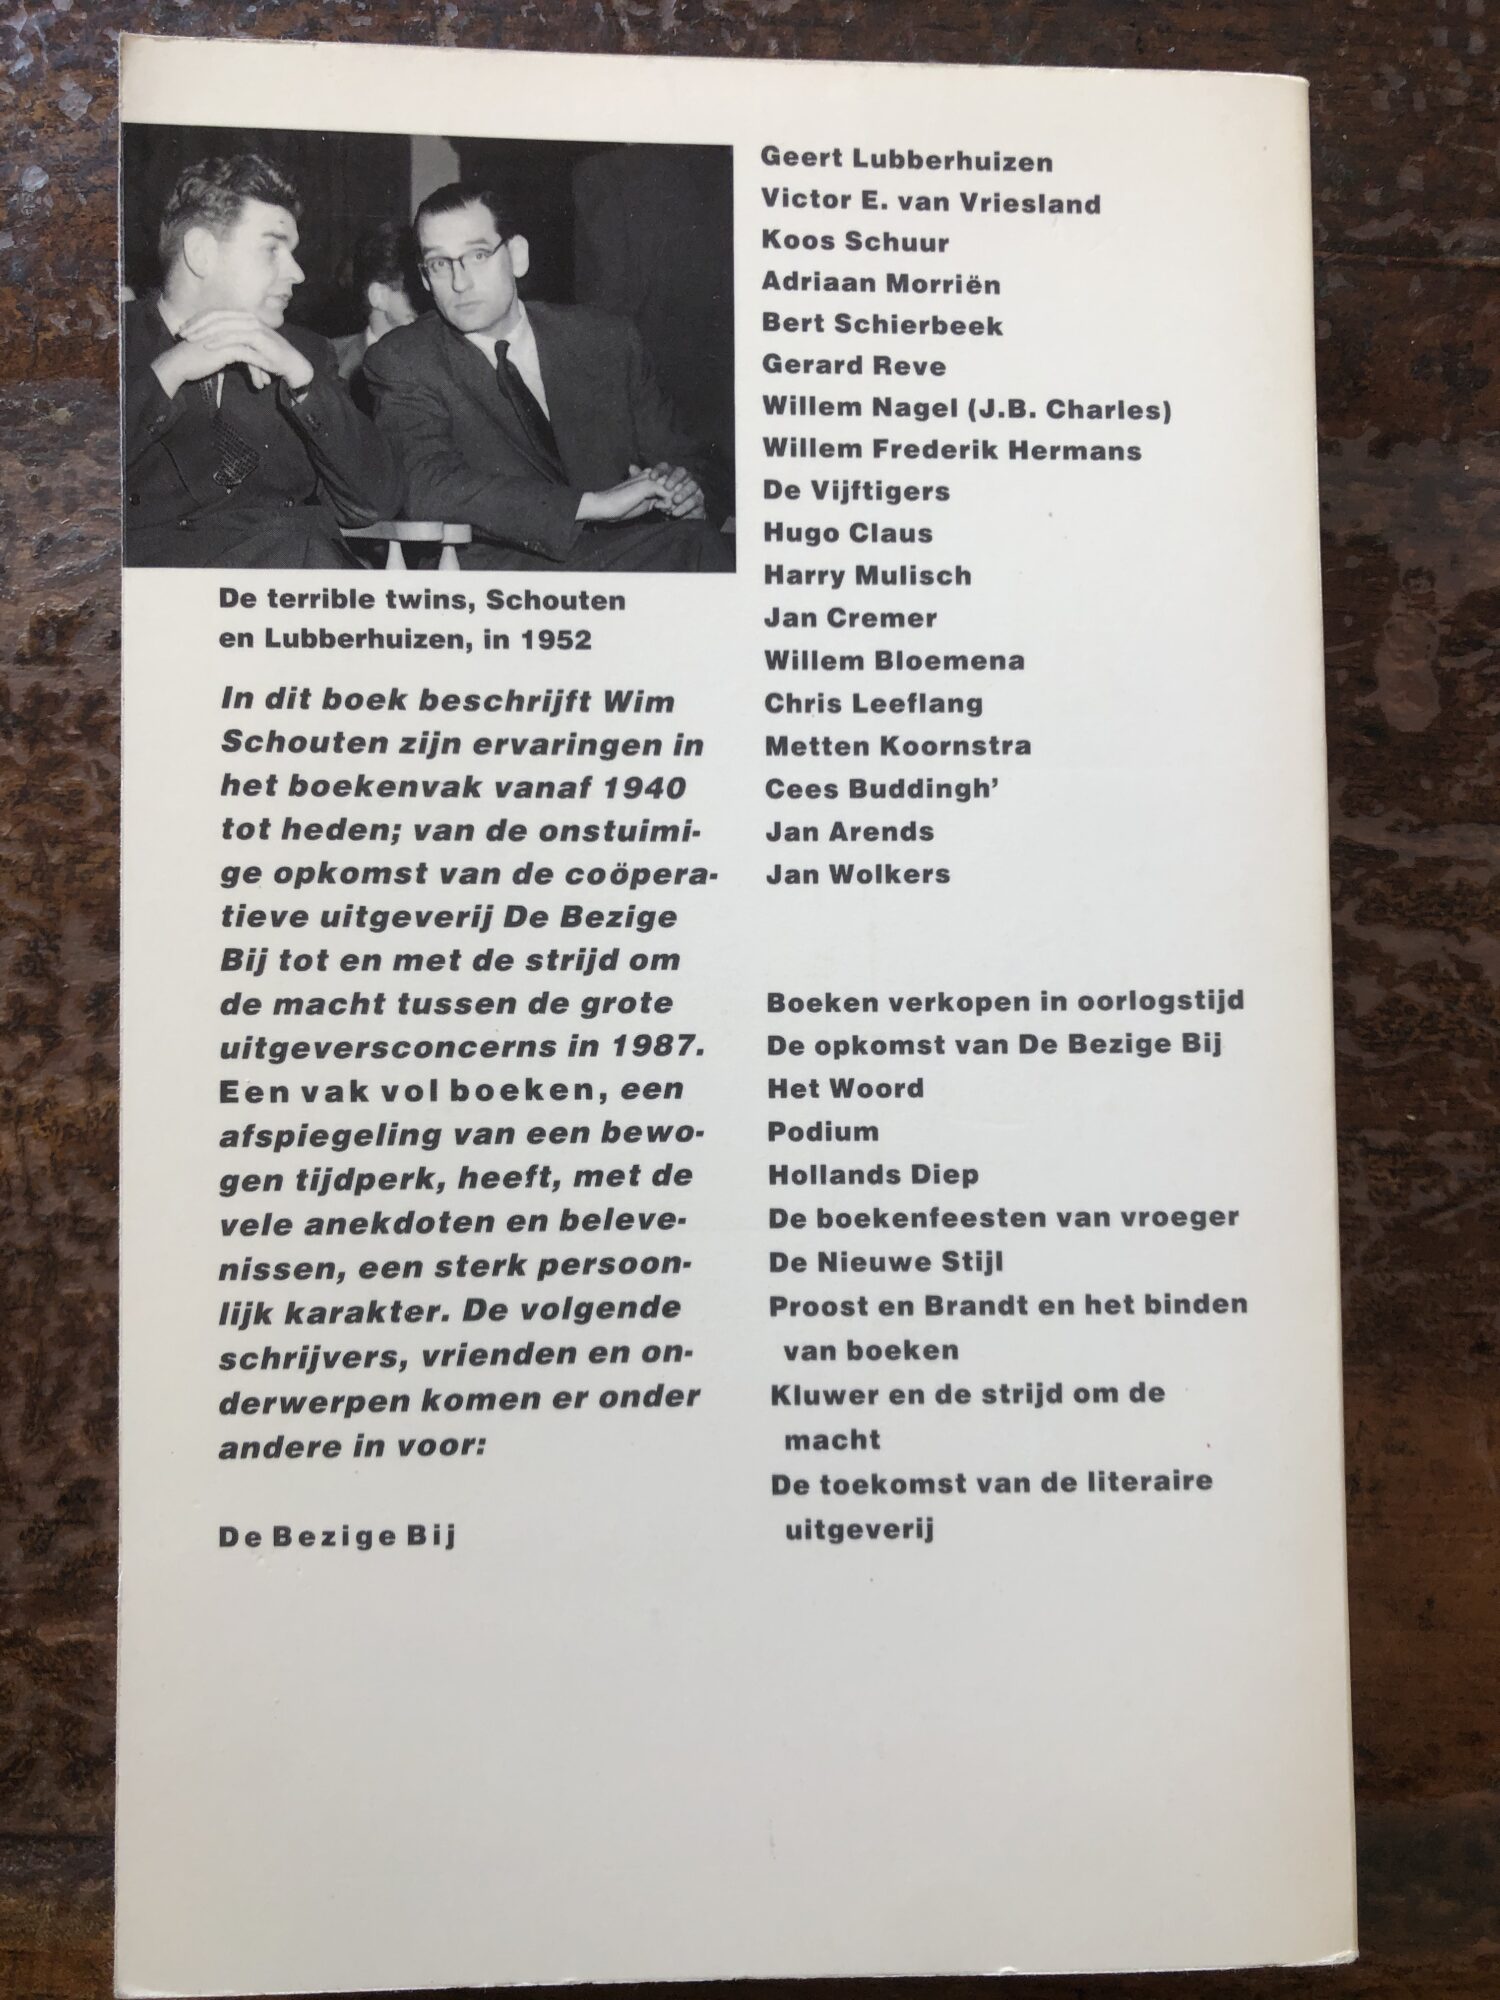 De terrible twins, Schouten
en Lubberhuizen, in 1952
In dit boek beschrijft Wim
Schouten zijn ervaringen in
het boekenvak vanaf 1940
tot heden; van de onstuimi-
ge opkomst van de coöpera-
tieve uitgeverij De Bezige
Bij tot en met de strijd om
de macht tussen de grote
uitgeversconcerns in 1987.
Een vak vol boeken, een
afspiegeling van een bewo-
gen tijdperk, heeft, met de
vele anekdoten en beleve-
nissen, een sterk persoon-
lijk karakter. De volgende
schrijvers, vrienden en on-
derwerpen komen er onder
andere in voor:
De Bezige Bij
Geert Lubberhuizen
Victor E. van Vriesland
Koos Schuur
Adriaan Morriën
Bert Schierbeek
Gerard Reve
Willem Nagel (J.B. Charles)
Willem Frederik Hermans
De Vijftigers
Hugo Claus
Harry Mulisch
Jan Cremer
Willem Bloemena
Chris Leeflang
Metten Koornstra
Cees Buddingh’
Jan Arends
Jan Wolkers
Boeken verkopen in oorlogstijd
De opkomst van De Bezige Bij
Het Woord
Podium
Hollands Diep
De boekenfeesten van vroeger
De Nieuwe Stijl
Proost en Brandt en het binden
van boeken
Kluwer en de strijd om de
macht
De toekomst van de literaire
uitgeverij